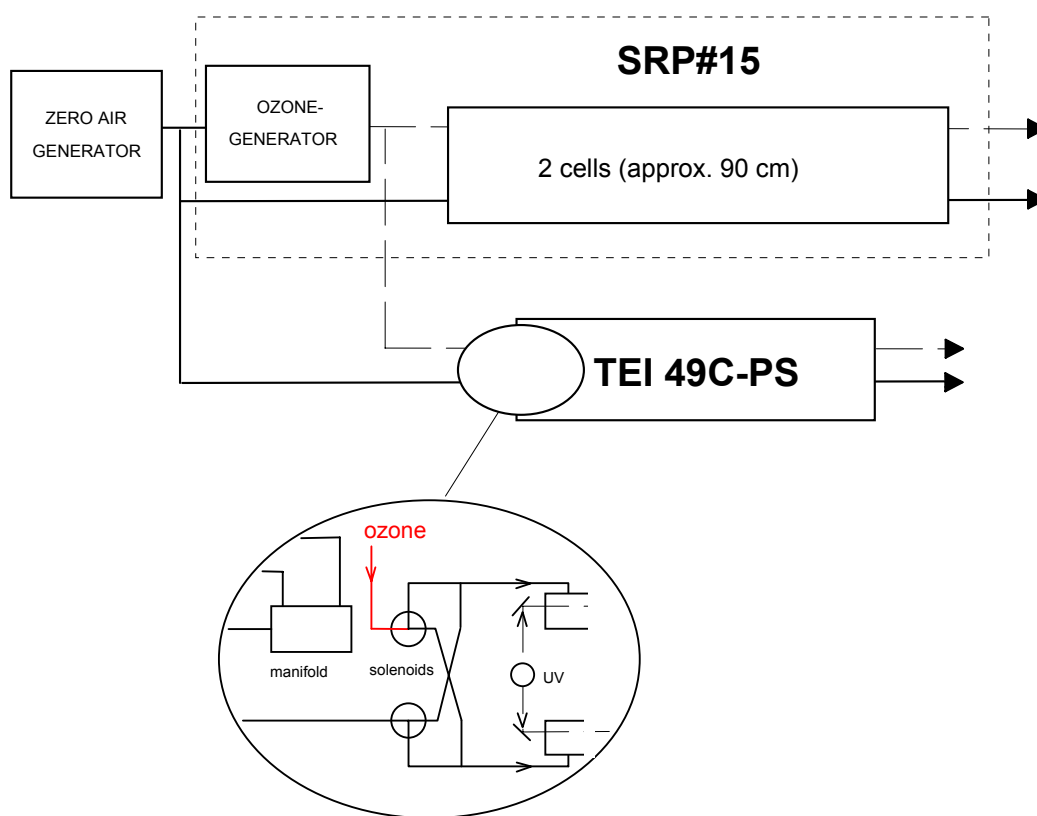 SRP#15
ZERO AIR
GENERATOR
OZONE-
GENERATOR
2 cells (approx. 90 cm)
TEI 49C-PS
ozone
manifold
solenoids
UV